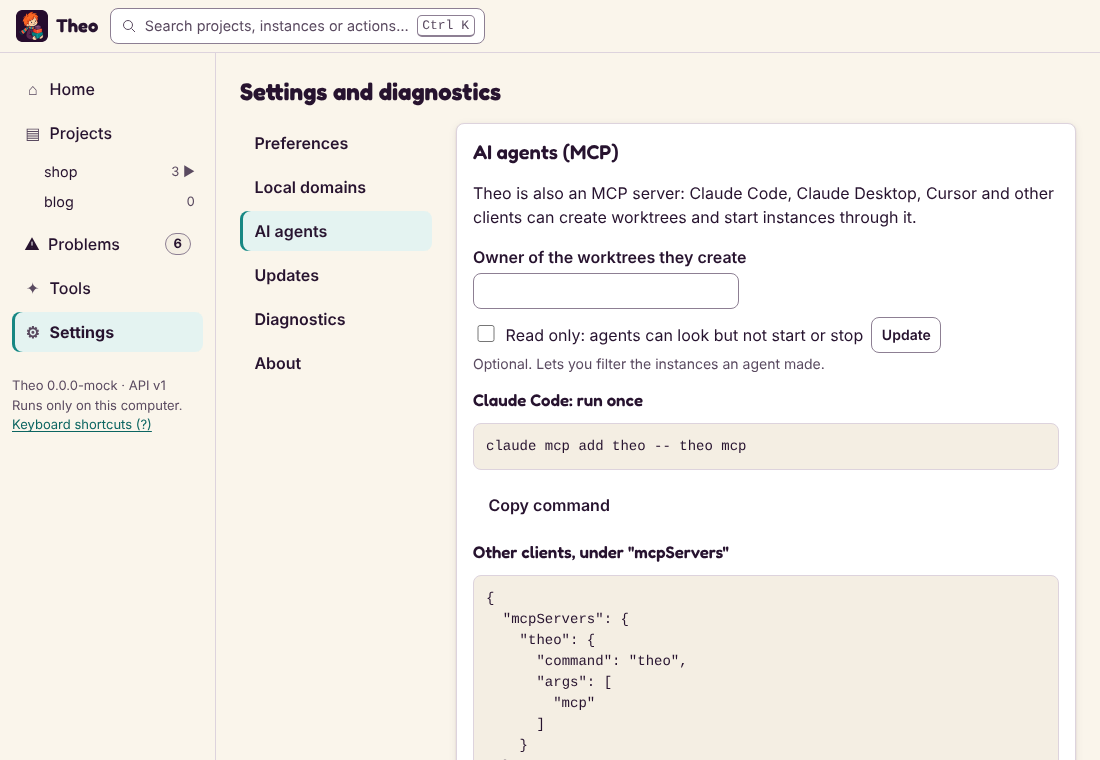 Theo
Search projects, instances or actions...
Ctrl K
Home
Projects
shop 3
blog 0
Problems 6
Tools
Settings
Theo 0.0.0-mock · API v1
Runs only on this computer.
Keyboard shortcuts (?)
Settings and diagnostics
Preferences
Local domains
AI agents
Updates
Diagnostics
About
AI agents (MCP)
Theo is also an MCP server: Claude Code, Claude Desktop, Cursor and other
clients can create worktrees and start instances through it.
Owner of the worktrees they create
Read only: agents can look but not start or stop
Update
Optional. Lets you filter the instances an agent made.
Claude Code: run once
claude mcp add theo -- theo mcp
Copy command
Other clients, under "mcpServers"
{
"mcpServers": {
"theo": {
"command": "theo",
"args": [
"mcp"
]
}